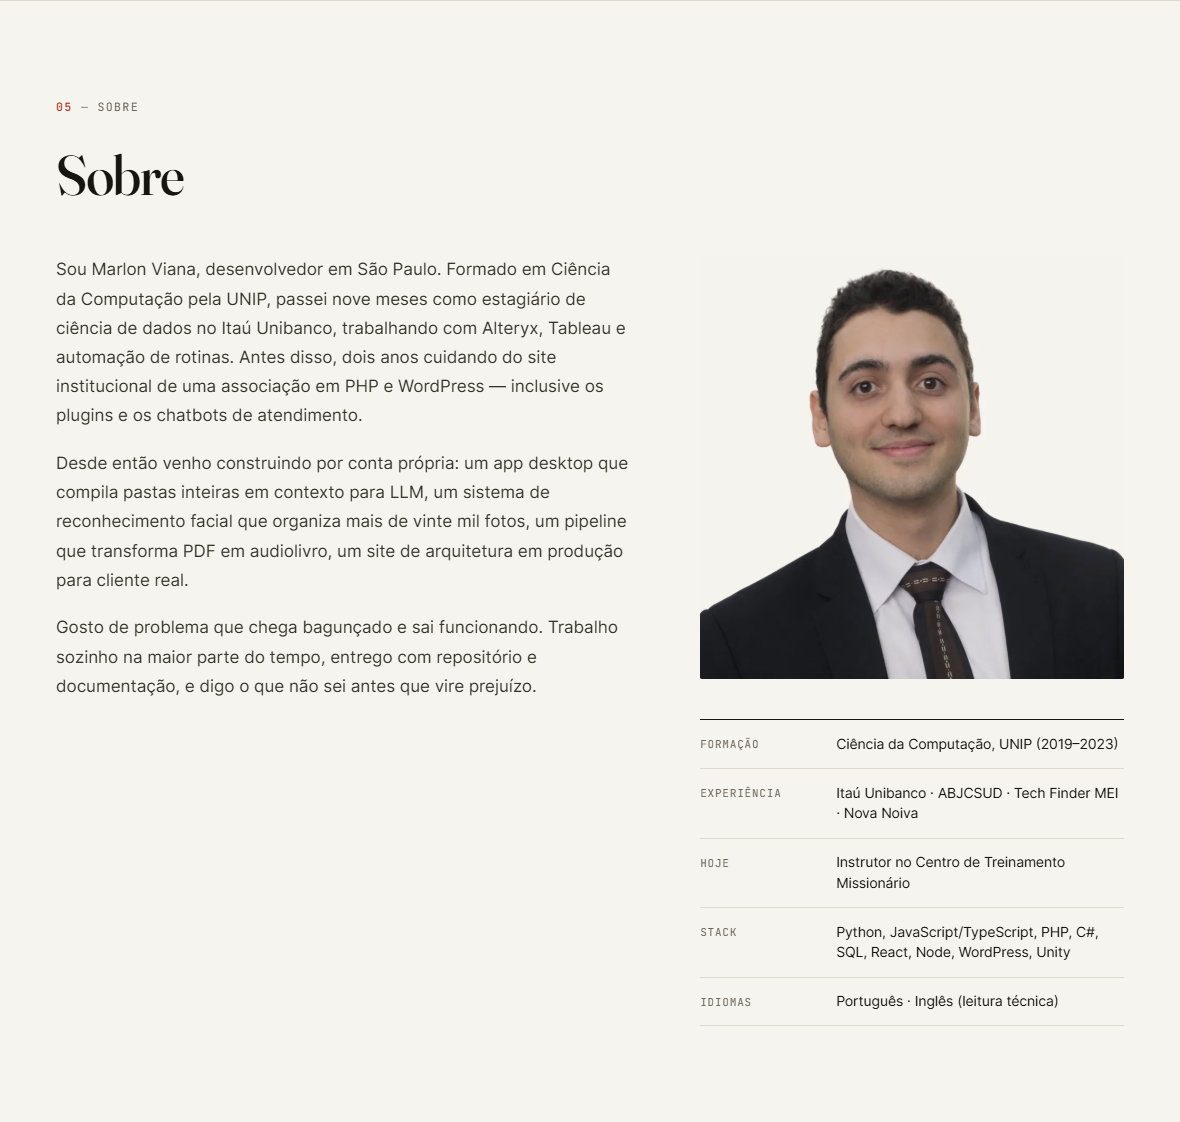 05 — SOBRE
Sobre
Sou Marlon Viana, desenvolvedor em São Paulo. Formado em Ciência
da Computação pela UNIP, passei nove meses como estagiário de
ciência de dados no Itaú Unibanco, trabalhando com Alteryx, Tableau e
automação de rotinas. Antes disso, dois anos cuidando do site
institucional de uma associação em PHP e WordPress — inclusive os
plugins e os chatbots de atendimento.
Desde então venho construindo por conta própria: um app desktop que
compila pastas inteiras em contexto para LLM, um sistema de
reconhecimento facial que organiza mais de vinte mil fotos, um pipeline
que transforma PDF em audiolivro, um site de arquitetura em produção
para cliente real.
Gosto de problema que chega bagunçado e sai funcionando. Trabalho
sozinho na maior parte do tempo, entrego com repositório e
documentação, e digo o que não sei antes que vire prejuízo.
FORMAÇÃO Ciência da Computação, UNIP (2019–2023)
EXPERIÊNCIA Itaú Unibanco · ABJCSUD · Tech Finder MEI
· Nova Noiva
HOJE Instrutor no Centro de Treinamento
Missionário
STACK Python, JavaScript/TypeScript, PHP, C#,
SQL, React, Node, WordPress, Unity
IDIOMAS Português · Inglês (leitura técnica)